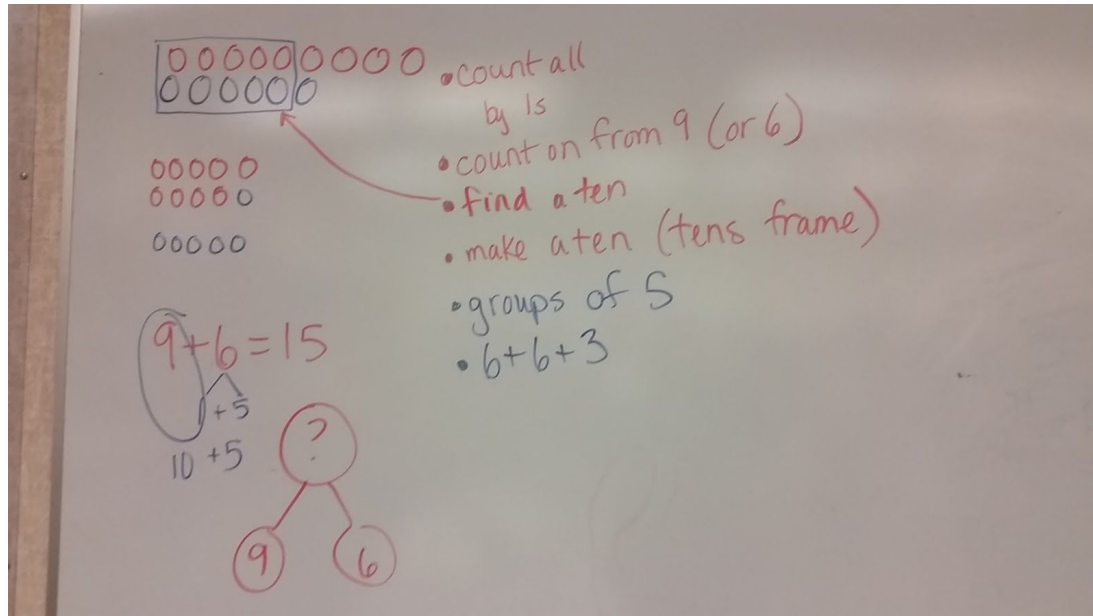 • count all
by 1s
• count on from 9 (or 6)
• find a ten
• make a ten (tens frame)
• groups of 5
• 6+6+3
9+6=15
1+5
10 +5
?
9 6